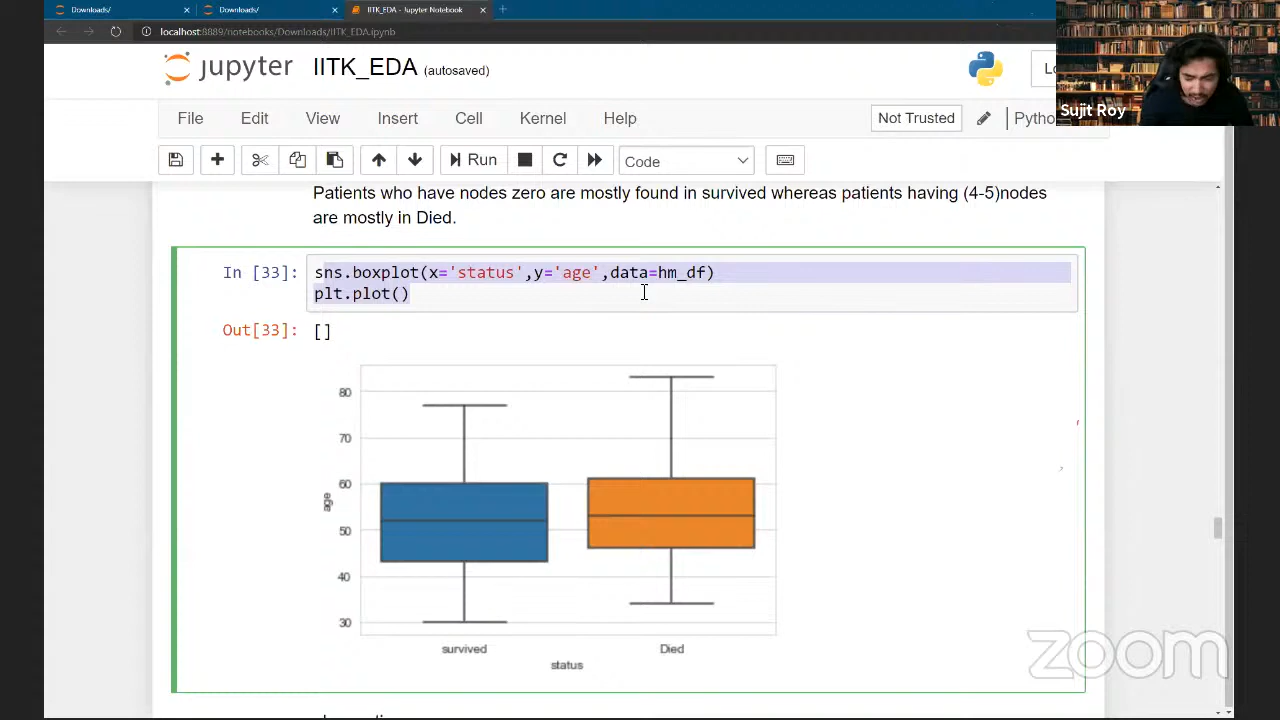 Downloads/
Downloads/
IITK_EDA - Jupyter Notebook
localhost:8889/notebooks/Downloads/IITK_EDA.ipynb
jupyter IITK_EDA (autosaved)
Sujit Roy
File Edit View Insert Cell Kernel Help
Not Trusted
Run
Code
Patients who have nodes zero are mostly found in survived whereas patients having (4-5)nodes
are mostly in Died.
In [33]: sns.boxplot(x='status',y='age',data=hm_df)
plt.plot()
Out[33]: []
80
70
60
50
40
30
age
survived Died
status
zoom